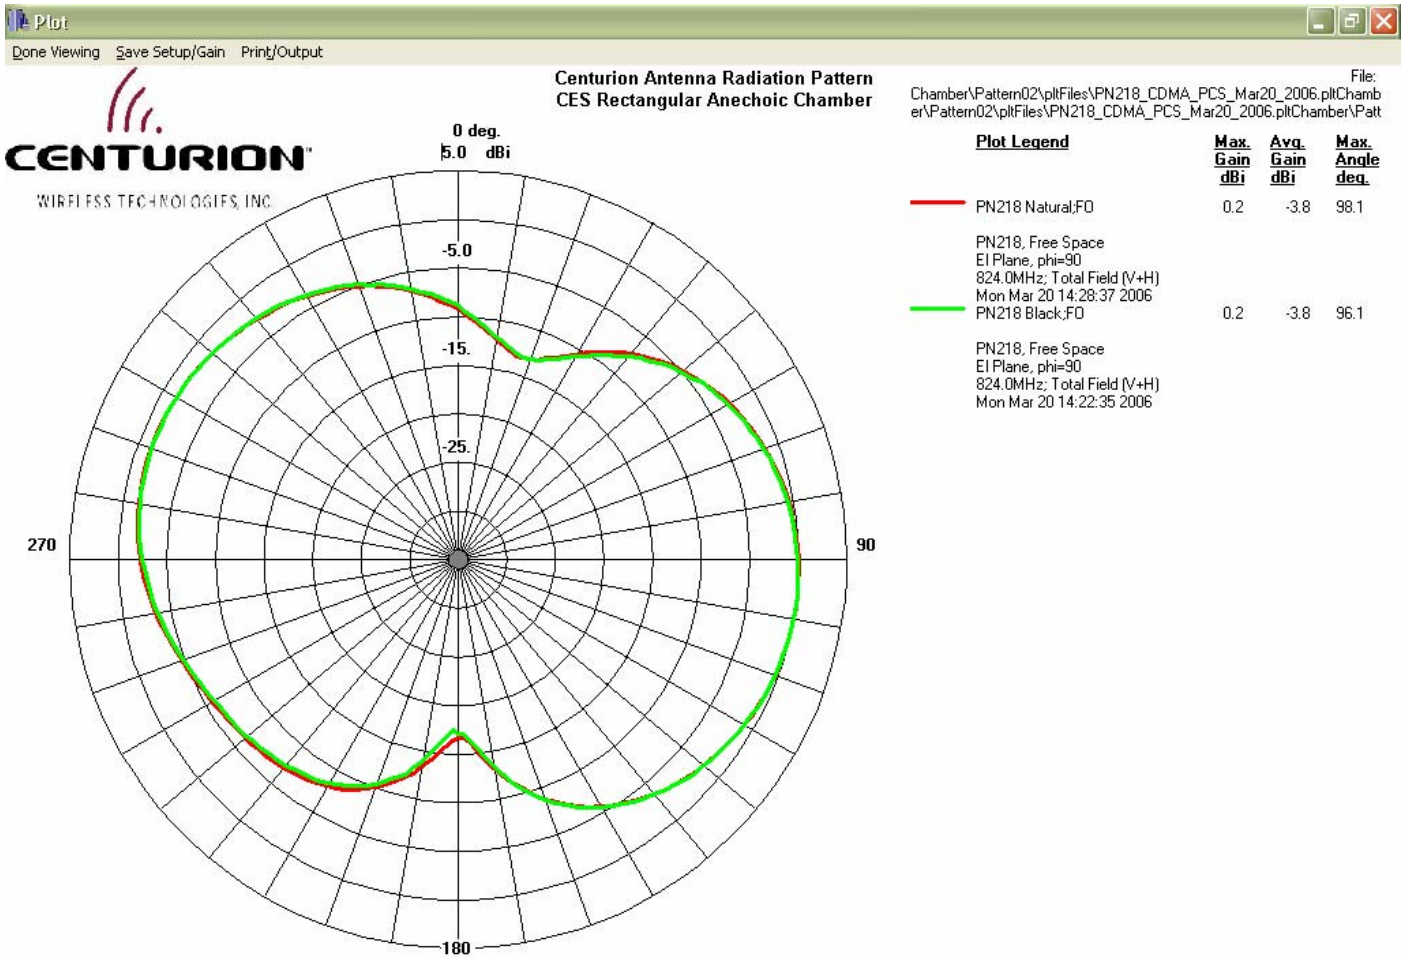 Plot
Done Viewing Save Setup/Gain Print/Output
CENTURION
WIRELESS TECHNOLOGIES, INC.
Centurion Antenna Radiation Pattern
CES Rectangular Anechoic Chamber
File:
Chamber\Pattern02\pltFiles\PN218_CDMA_PCS_Mar20_2006.pltChamb
er\Pattern02\pltFiles\PN218_CDMA_PCS_Mar20_2006.pltChamber\Patt
Plot Legend Max. Gain dBi Avg. Gain dBi Max. Angle deg.
PN218 Natural;FO 0.2 -3.8 98.1
PN218, Free Space
El Plane, phi=90
824.0MHz; Total Field (V+H)
Mon Mar 20 14:28:37 2006
PN218 Black;FO 0.2 -3.8 96.1
PN218, Free Space
El Plane, phi=90
824.0MHz; Total Field (V+H)
Mon Mar 20 14:22:35 2006
0 deg.
5.0 dBi
-5.0
-15.
-25.
270
90
180